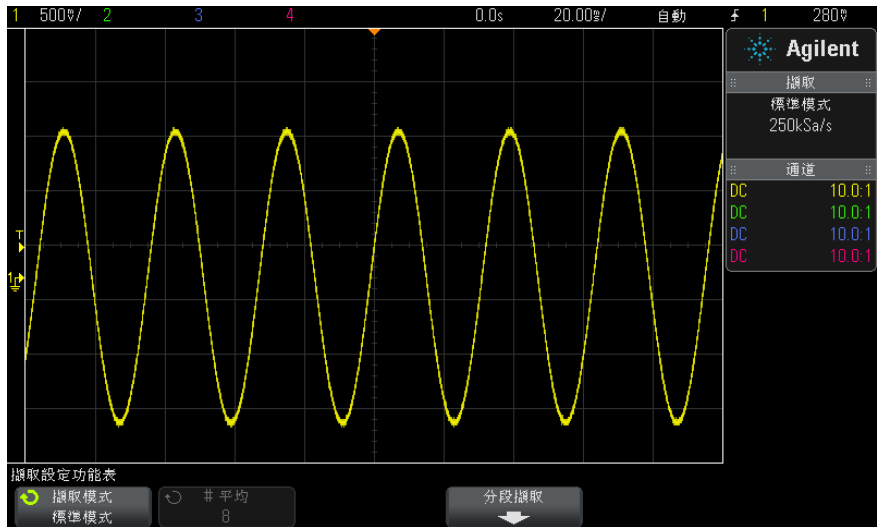 1 500㎷/ 2 3 4 0.0s 20.00㎳/ 自動 1 280㎷
Agilent
擷取
標準模式
250kSa/s
通道
DC 10.0:1
DC 10.0:1
DC 10.0:1
DC 10.0:1
T
1
擷取設定功能表
擷取模式
標準模式
# 平均
8
分段擷取